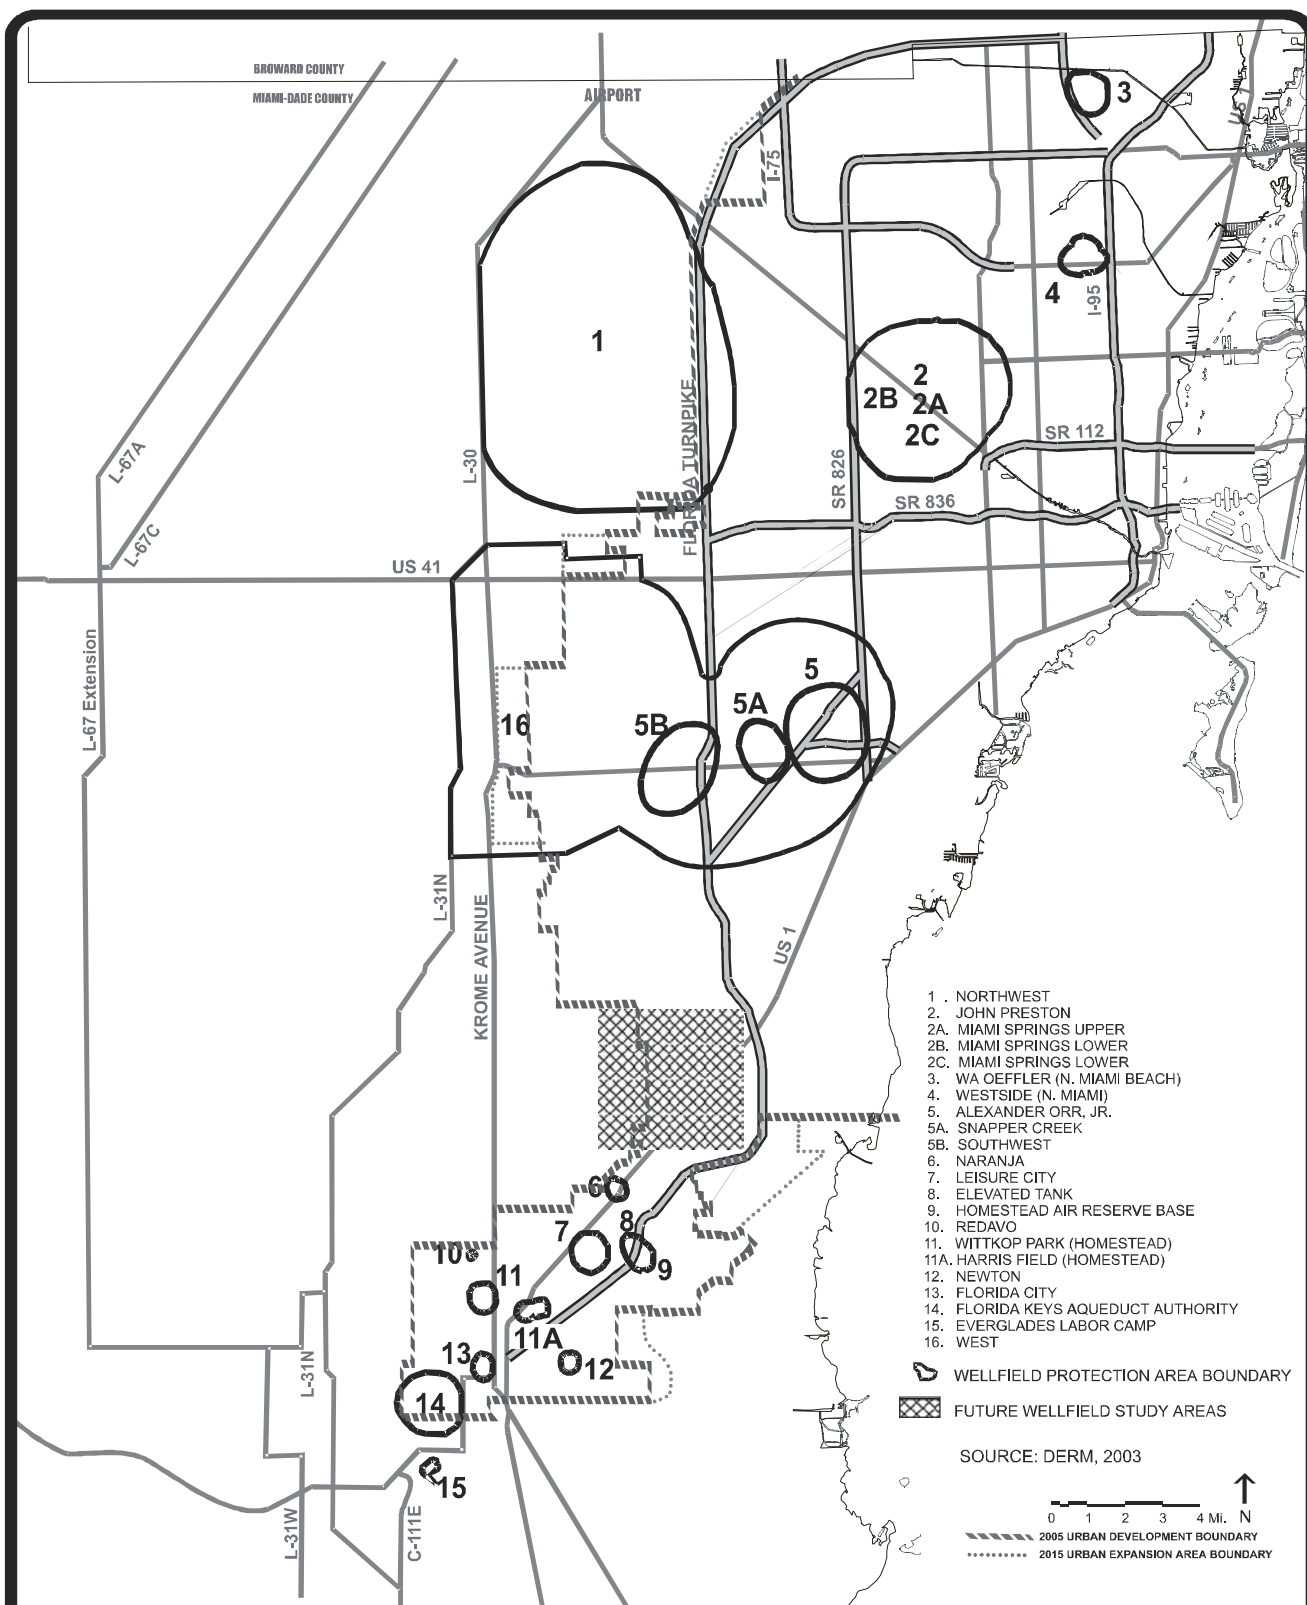 BROWARD COUNTY
MIAMI-DADE COUNTY
AIRPORT
3
US 1
I-75
4
I-95
1
2
2B
2A
2C
L-67A
L-30
FLORIDA TURNPIKE
SR 826
SR 112
SR 836
L-67C
US 41
L-67 Extension
5
5A
5B
16
L-31N
KROME AVENUE
US 1
1 . NORTHWEST
2. JOHN PRESTON
2A. MIAMI SPRINGS UPPER
2B. MIAMI SPRINGS LOWER
2C. MIAMI SPRINGS LOWER
3. WA OEFFLER (N. MIAMI BEACH)
4. WESTSIDE (N. MIAMI)
5. ALEXANDER ORR, JR.
5A. SNAPPER CREEK
5B. SOUTHWEST
6. NARANJA
7. LEISURE CITY
8. ELEVATED TANK
9. HOMESTEAD AIR RESERVE BASE
10. REDAVO
11. WITTKOP PARK (HOMESTEAD)
11A. HARRIS FIELD (HOMESTEAD)
12. NEWTON
13. FLORIDA CITY
14. FLORIDA KEYS AQUEDUCT AUTHORITY
15. EVERGLADES LABOR CAMP
16. WEST
6
7
8
9
10
11
11A
12
13
14
15
L-31N
L-31W
C-111E
WELLFIELD PROTECTION AREA BOUNDARY
FUTURE WELLFIELD STUDY AREAS
SOURCE: DERM, 2003
0 1 2 3 4 Mi. N
2005 URBAN DEVELOPMENT BOUNDARY
2015 URBAN EXPANSION AREA BOUNDARY